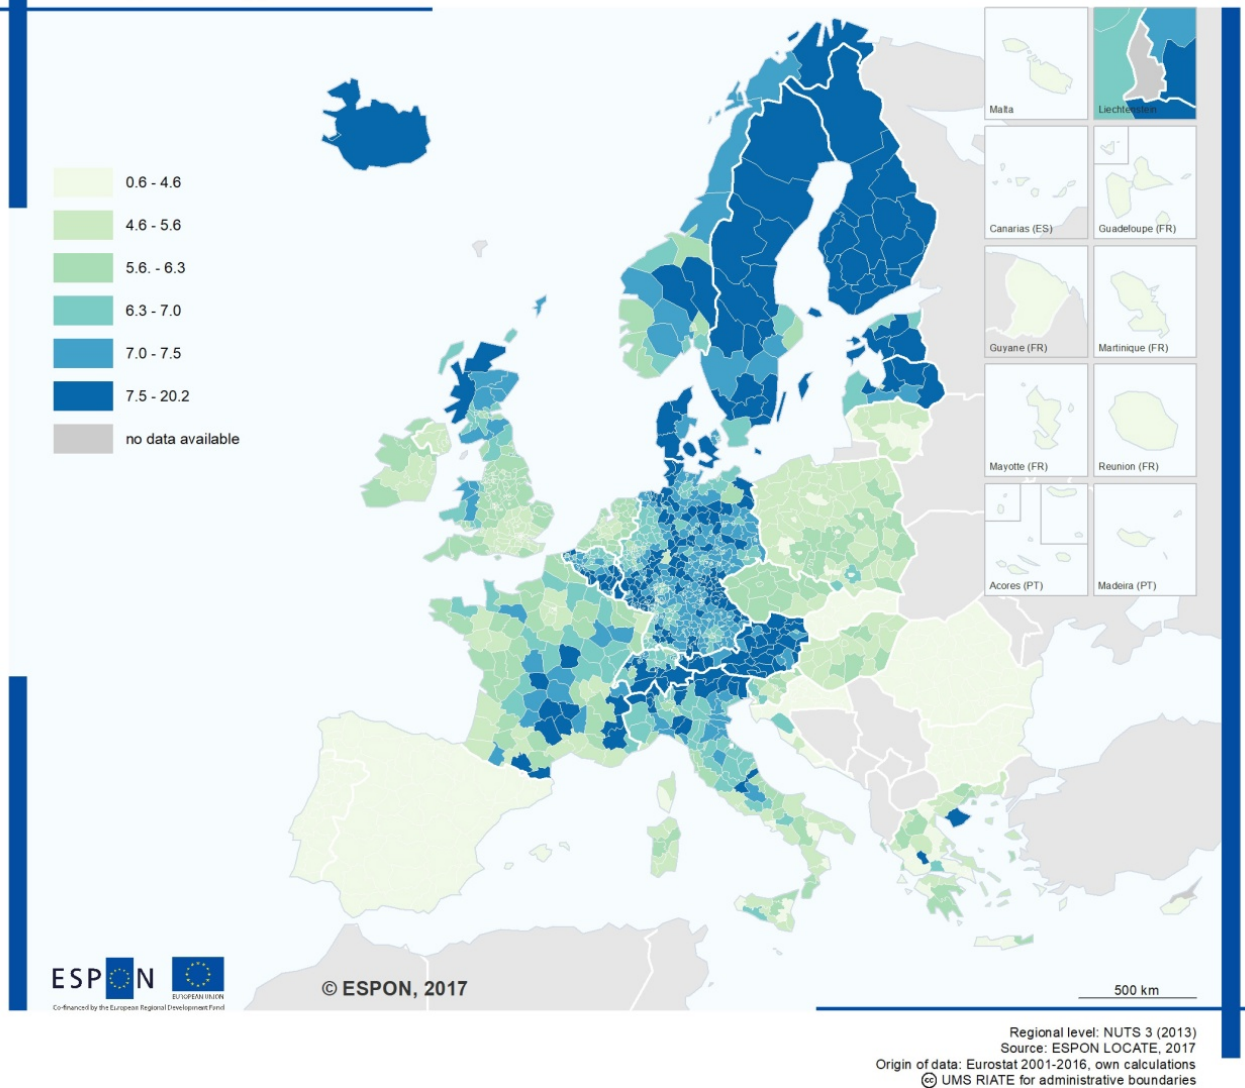 Malta
Liechtenstein
0.6 - 4.6
4.6 - 5.6
5.6. - 6.3
6.3 - 7.0
7.0 - 7.5
7.5 - 20.2
no data available
Canarias (ES)
Guadeloupe (FR)
Guyane (FR)
Martinique (FR)
Mayotte (FR)
Reunion (FR)
Acores (PT)
Madeira (PT)
ESPON
EUROPEAN UNION
Co-financed by the European Regional Development Fund
© ESPON, 2017
500 km
Regional level: NUTS 3 (2013)
Source: ESPON LOCATE, 2017
Origin of data: Eurostat 2001-2016, own calculations
cc UMS RIATE for administrative boundaries